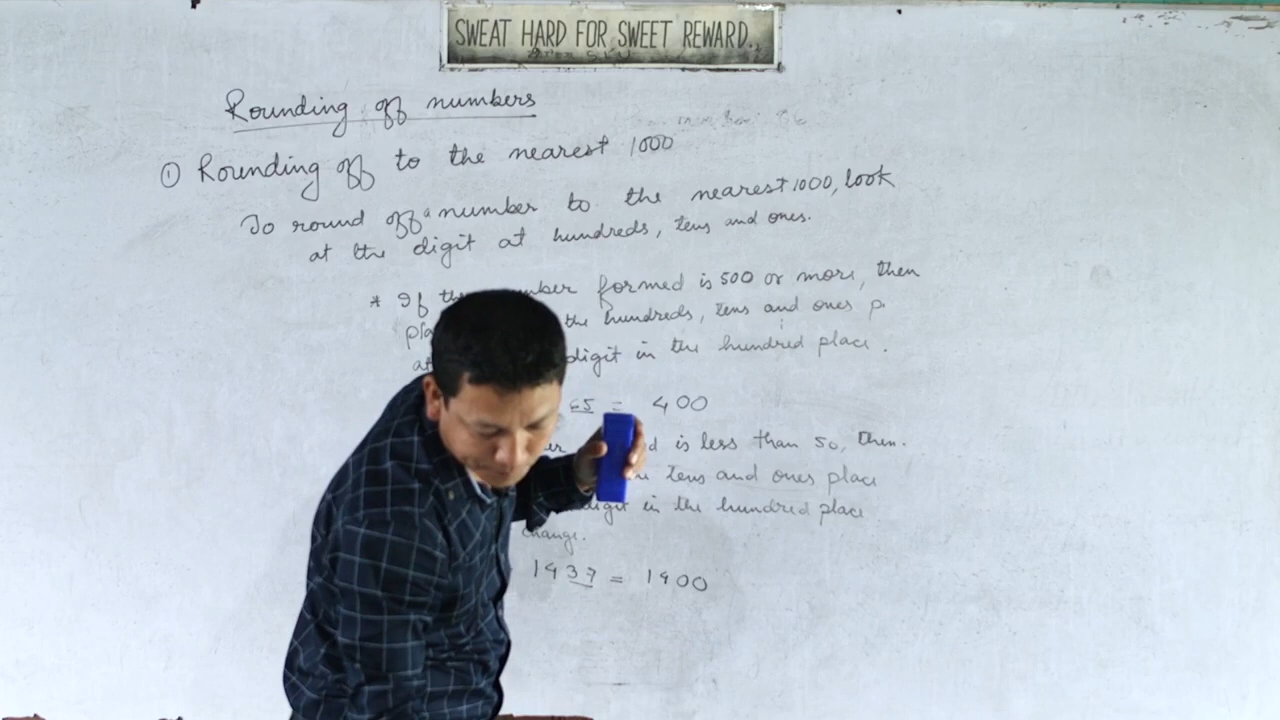 SWEAT HARD FOR SWEET REWARD.
Rounding off numbers
① Rounding off to the nearest 1000
To round off a number to the nearest 1000, look
at the digit at hundreds, tens and ones.
* If the number formed is 500 or more, then
the hundreds, tens and ones p
digit in the hundred place.
65 = 400
is less than 50, then.
tens and ones place
digit in the hundred place
change.
1437 = 1400